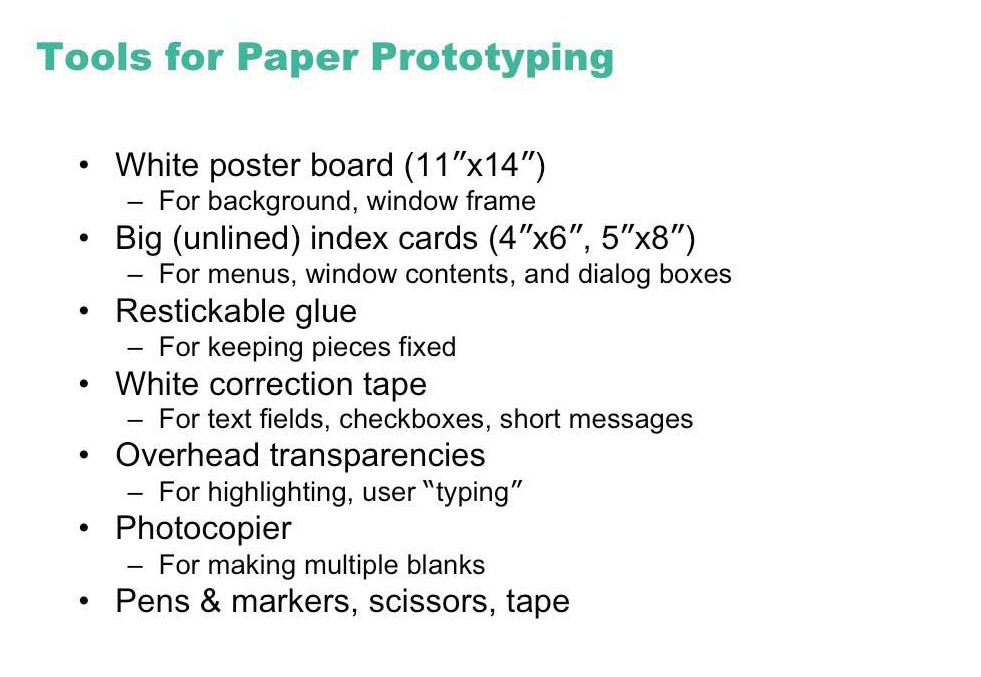 Tools for Paper Prototyping
• White poster board (11″x14″)
– For background, window frame
• Big (unlined) index cards (4″x6″, 5″x8″)
– For menus, window contents, and dialog boxes
• Restickable glue
– For keeping pieces fixed
• White correction tape
– For text fields, checkboxes, short messages
• Overhead transparencies
– For highlighting, user ‶typing″
• Photocopier
– For making multiple blanks
• Pens & markers, scissors, tape